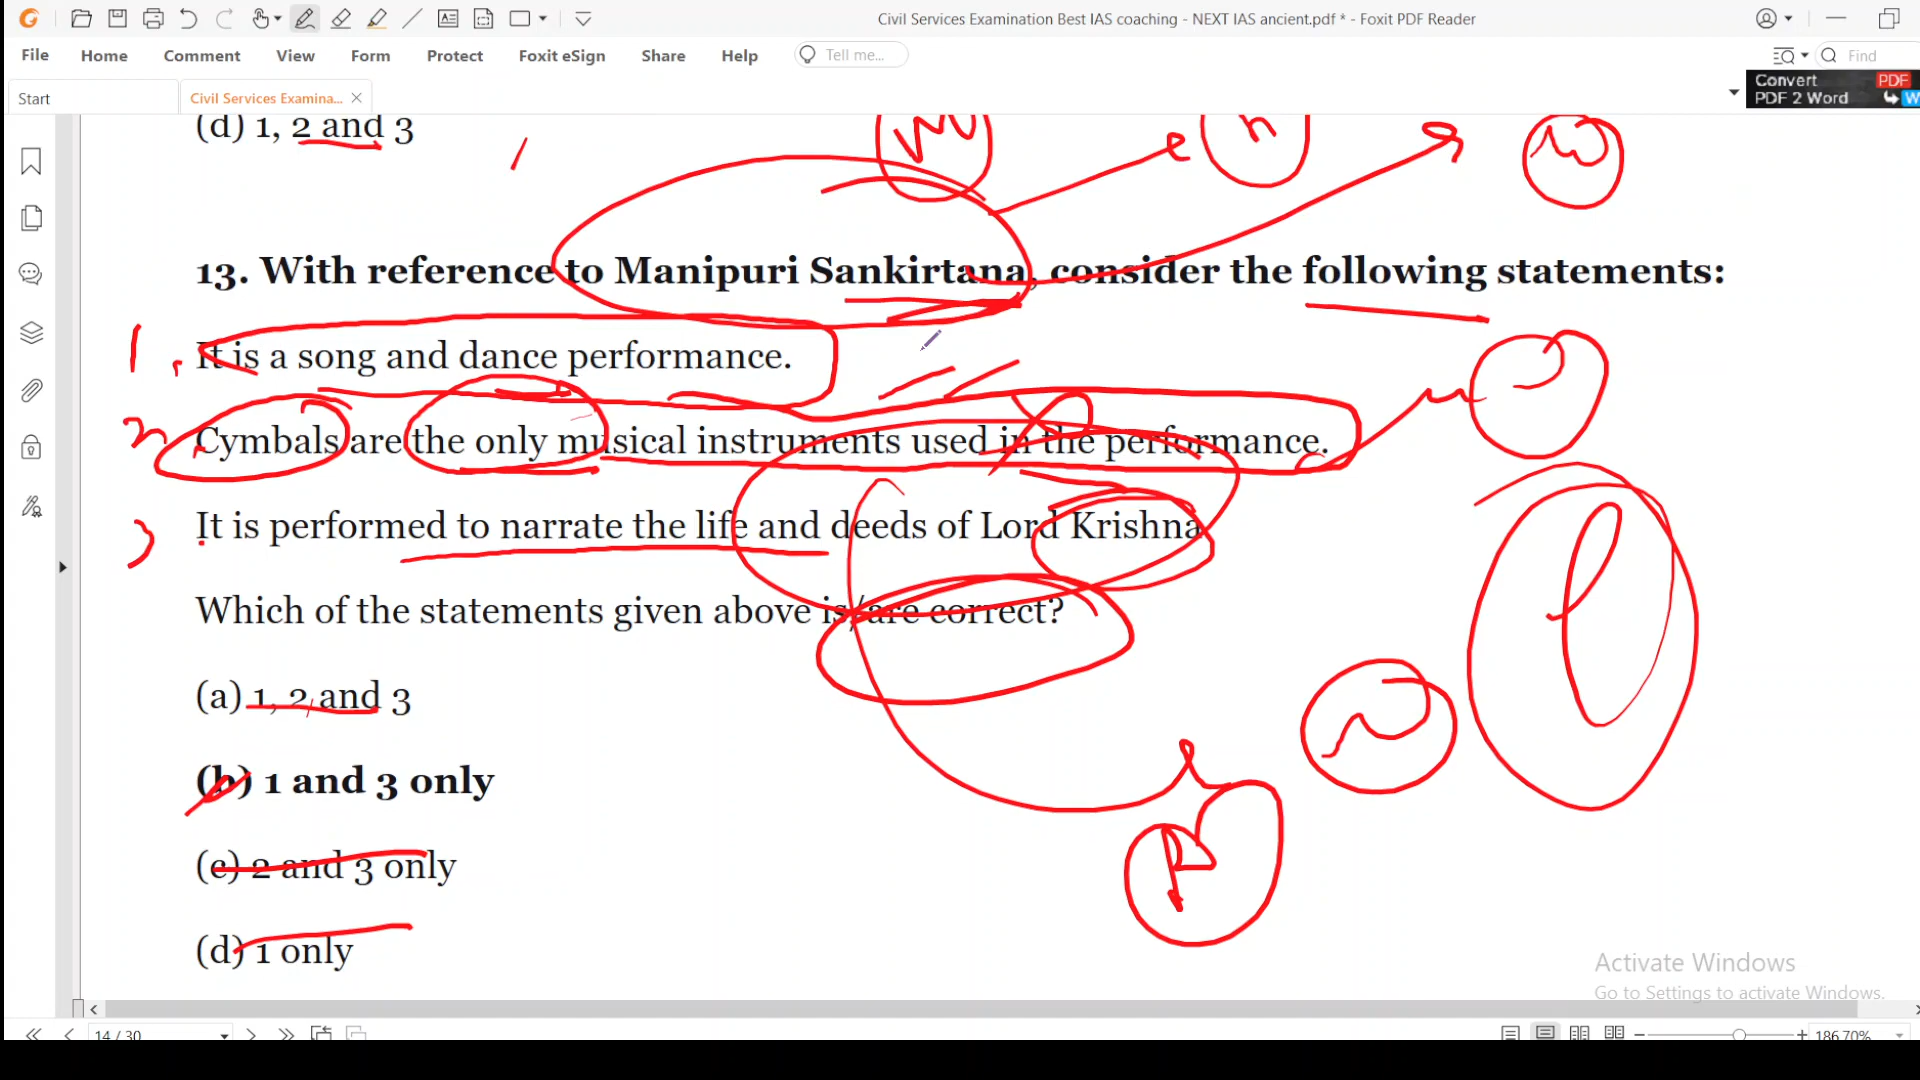 Civil Services Examination Best IAS coaching - NEXT IAS ancient.pdf * - Foxit PDF Reader
File Home Comment View Form Protect Foxit eSign Share Help Tell me... Find
Convert PDF
PDF 2 Word W
Start Civil Services Examina...
(d) 1, 2 and 3
13. With reference to Manipuri Sankirtana, consider the following statements:
1. It is a song and dance performance.
2 Cymbals are the only musical instruments used in the performance.
3 It is performed to narrate the life and deeds of Lord Krishna
Which of the statements given above is/are correct?
(a) 1, 2, and 3
(b) 1 and 3 only
(c) 2 and 3 only
(d) 1 only
Activate Windows
Go to Settings to activate Windows.
14 / 30 186.70%